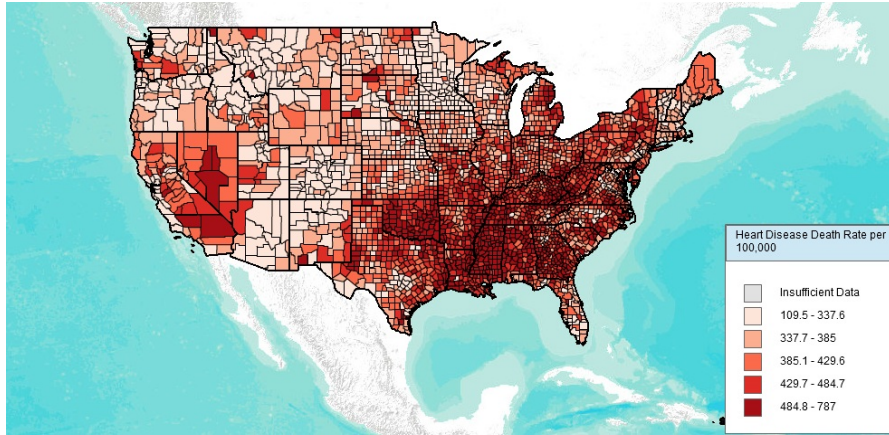 Heart Disease Death Rate per
100,000
Insufficient Data
109.5 - 337.6
337.7 - 385
385.1 - 429.6
429.7 - 484.7
484.8 - 787